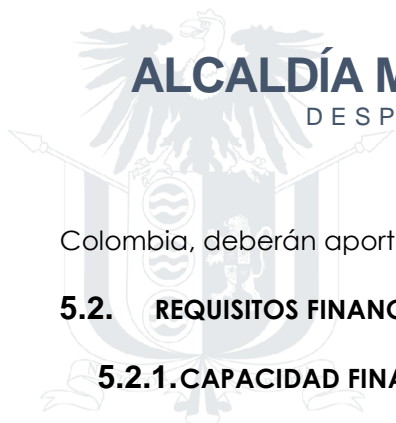 ALCALDÍA M
DESP
Colombia, deberán aport
5.2. REQUISITOS FINANC
5.2.1. CAPACIDAD FINA